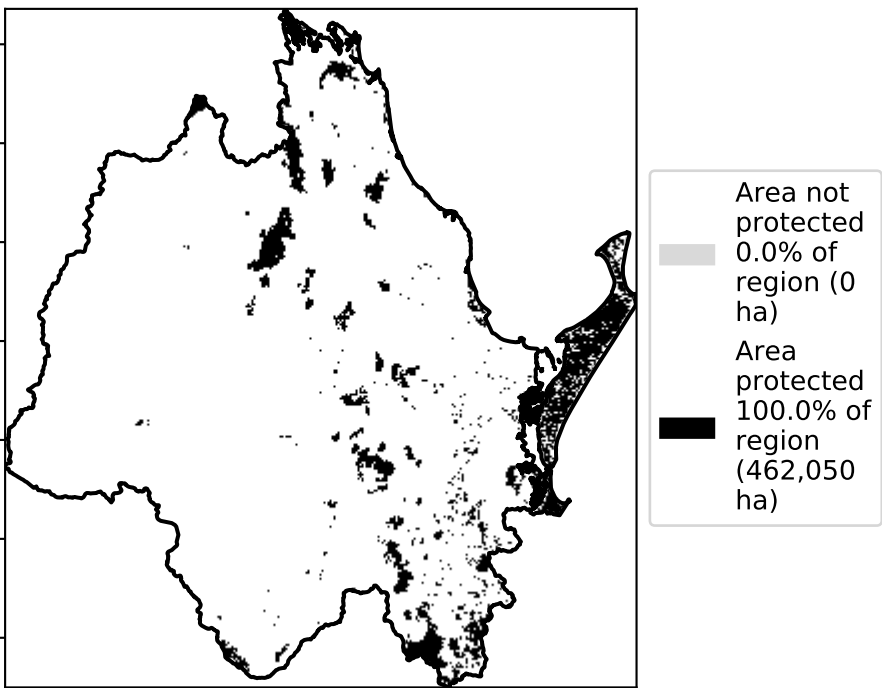 Area not
protected
0.0% of
region (0
ha)
Area
protected
100.0% of
region
(462,050
ha)